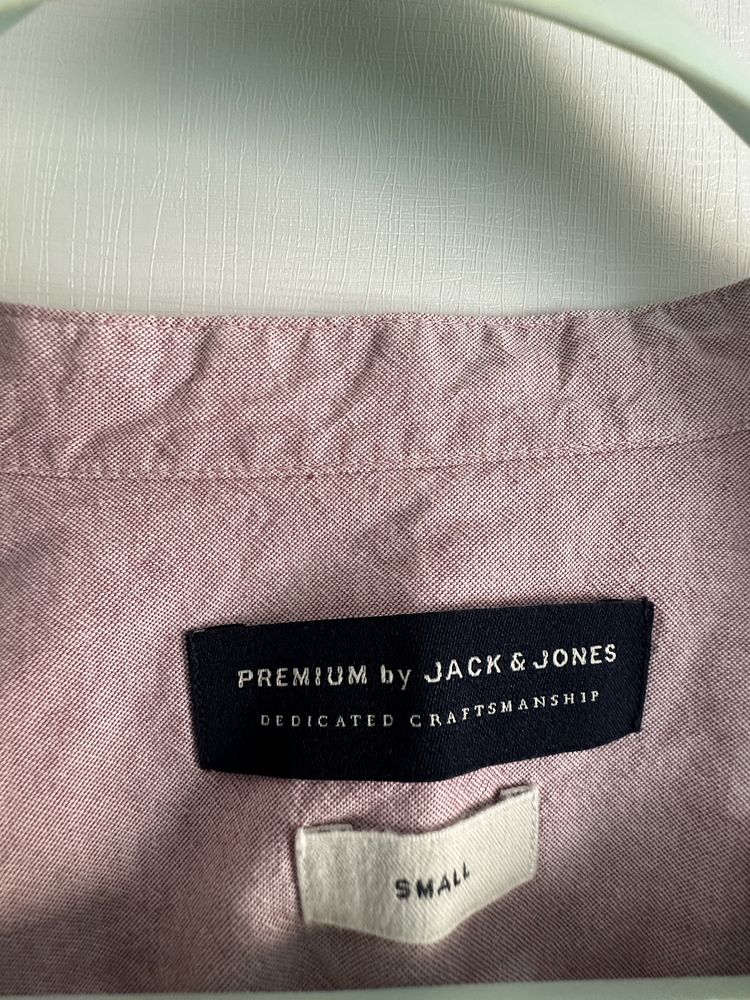 PREMIUM by JACK & JONES
DEDICATED CRAFTSMANSHIP
SMALL